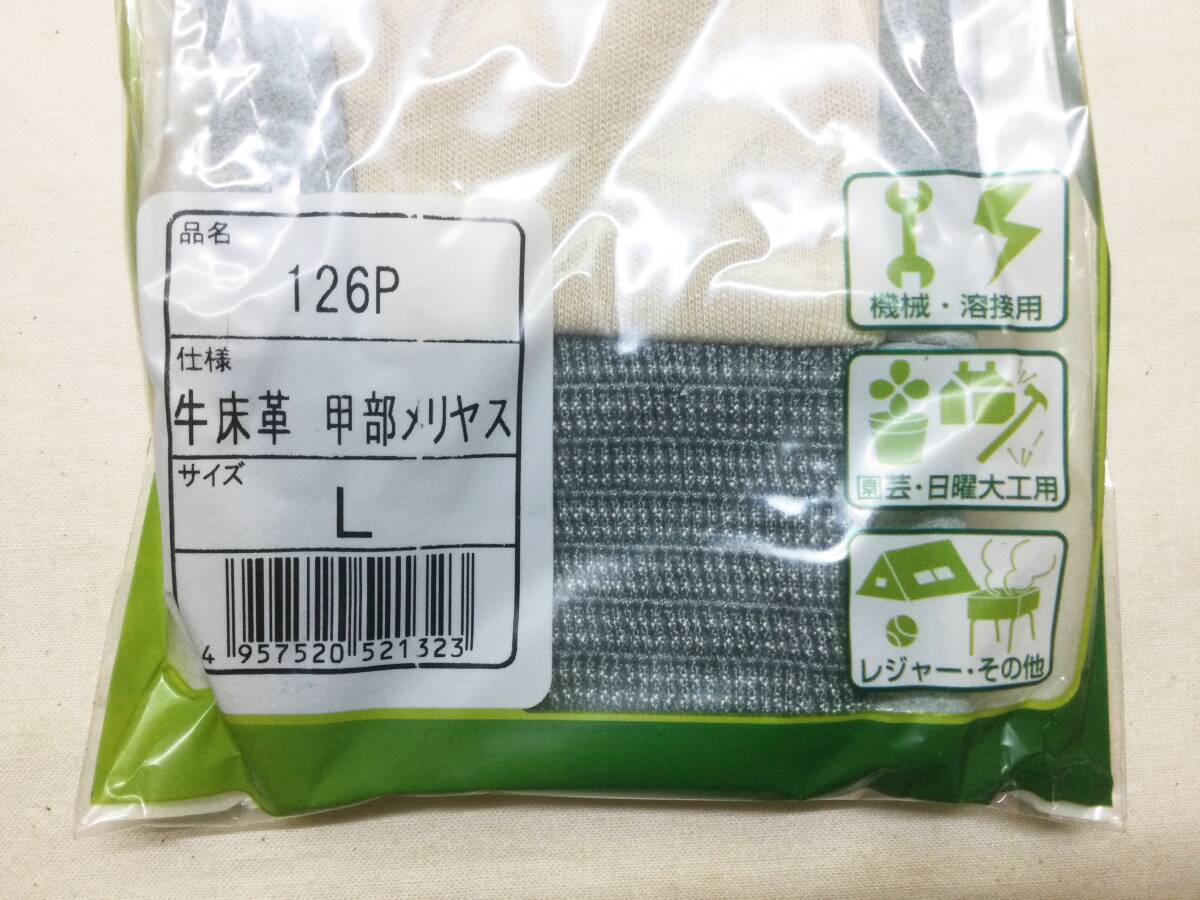 品名
126P
仕様
牛床革 甲部メリヤス
サイズ
L
4 957520 521323
機械・溶接用
園芸・日曜大工用
レジャー・その他